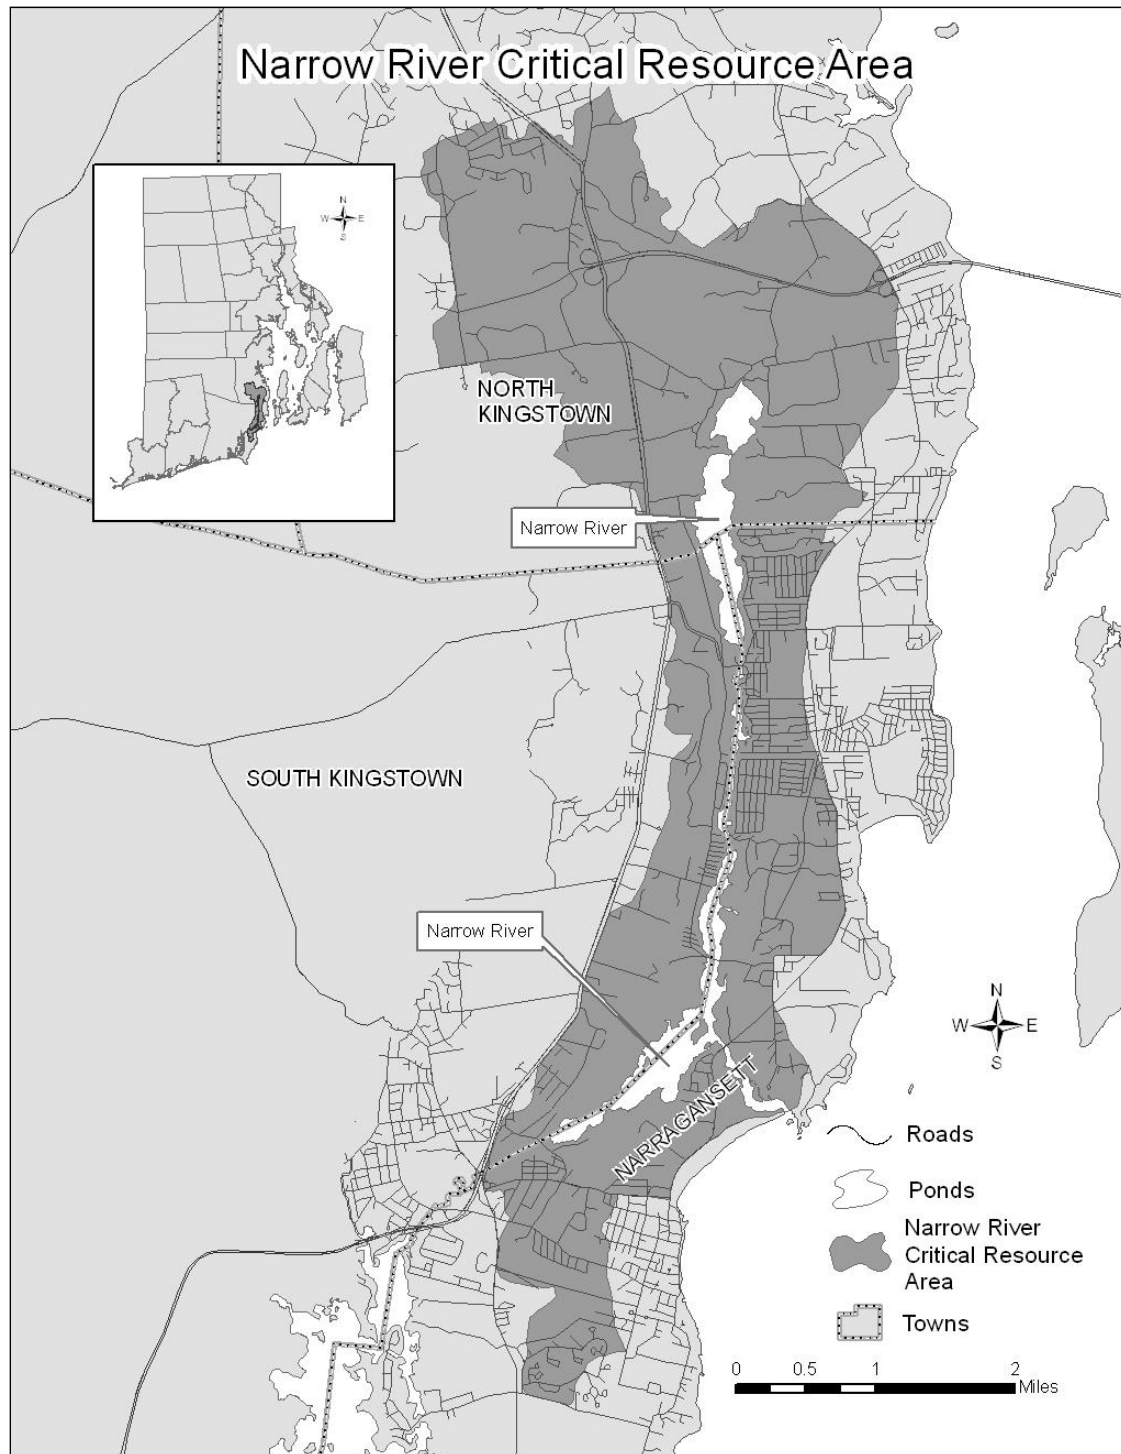 Narrow River Critical Resource Area
N
W E
S
NORTH
KINGSTOWN
Narrow River
SOUTH KINGSTOWN
Narrow River
N
W E
S
NARRAGANSETT
Roads
Ponds
Narrow River
Critical Resource
Area
Towns
0 0.5 1 2
Miles